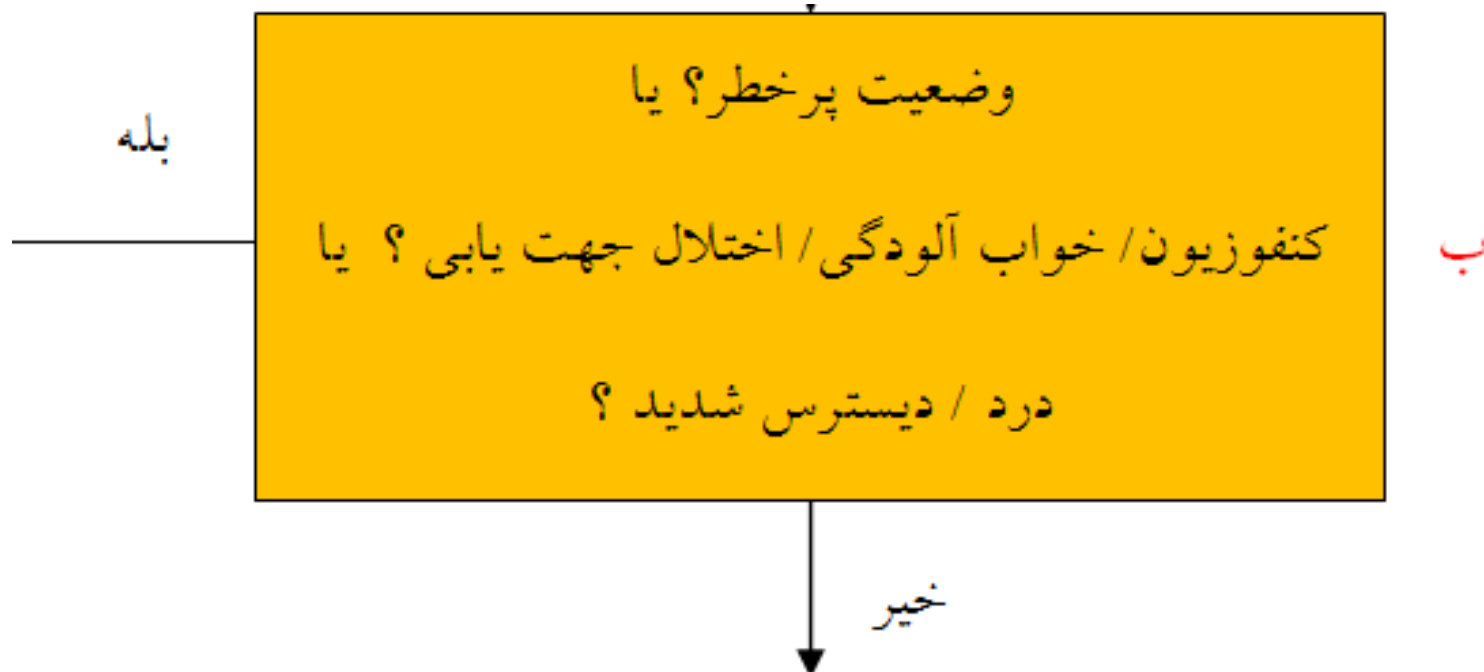 وضعیت پرخطر؟ یا
بله
کنفوزیون/ خواب آلودگی/ اختلال جهت یابی ؟ یا
ب
درد / دیسترس شدید ؟
خیر